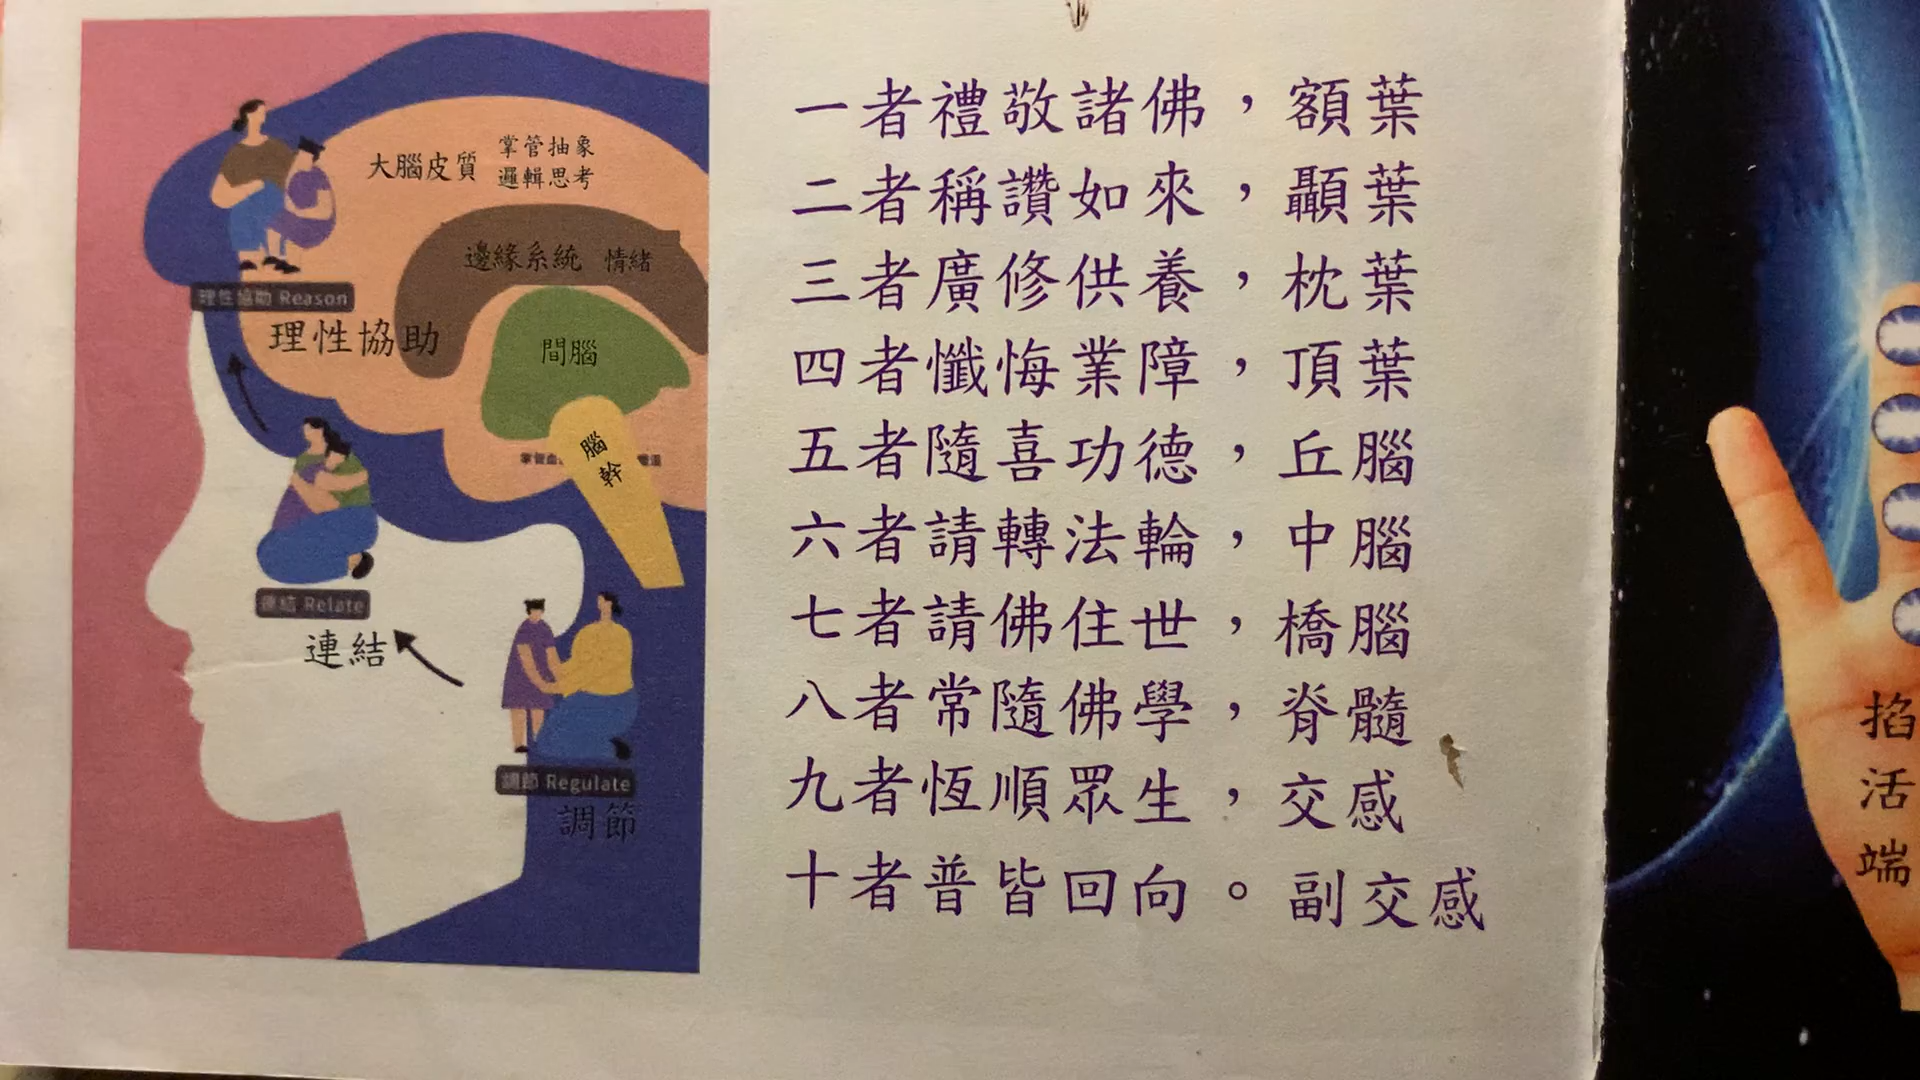 大腦皮質
掌管抽象
邏輯思考
邊緣系統 情緒
間腦
腦幹
理性協助 Reason
理性協助
連結 Relate
連結
調節 Regulate
調節
一者禮敬諸佛，額葉
二者稱讚如來，顳葉
三者廣修供養，枕葉
四者懺悔業障，頂葉
五者隨喜功德，丘腦
六者請轉法輪，中腦
七者請佛住世，橋腦
八者常隨佛學，脊髓
九者恆順眾生，交感
十者普皆回向。副交感
掐活端